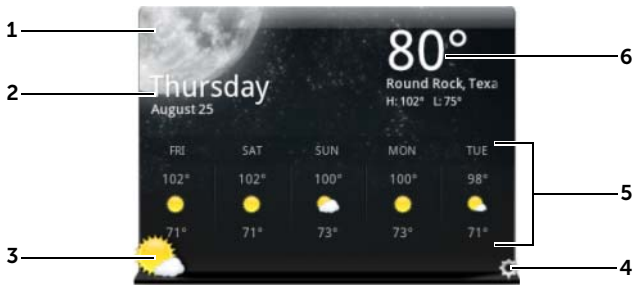 1
80°
6
2
Thursday
Round Rock, Texa
August 25
H: 102° L: 75°
FRI SAT SUN MON TUE
102° 102° 100° 100° 98°
5
71° 71° 73° 73° 71°
3
4